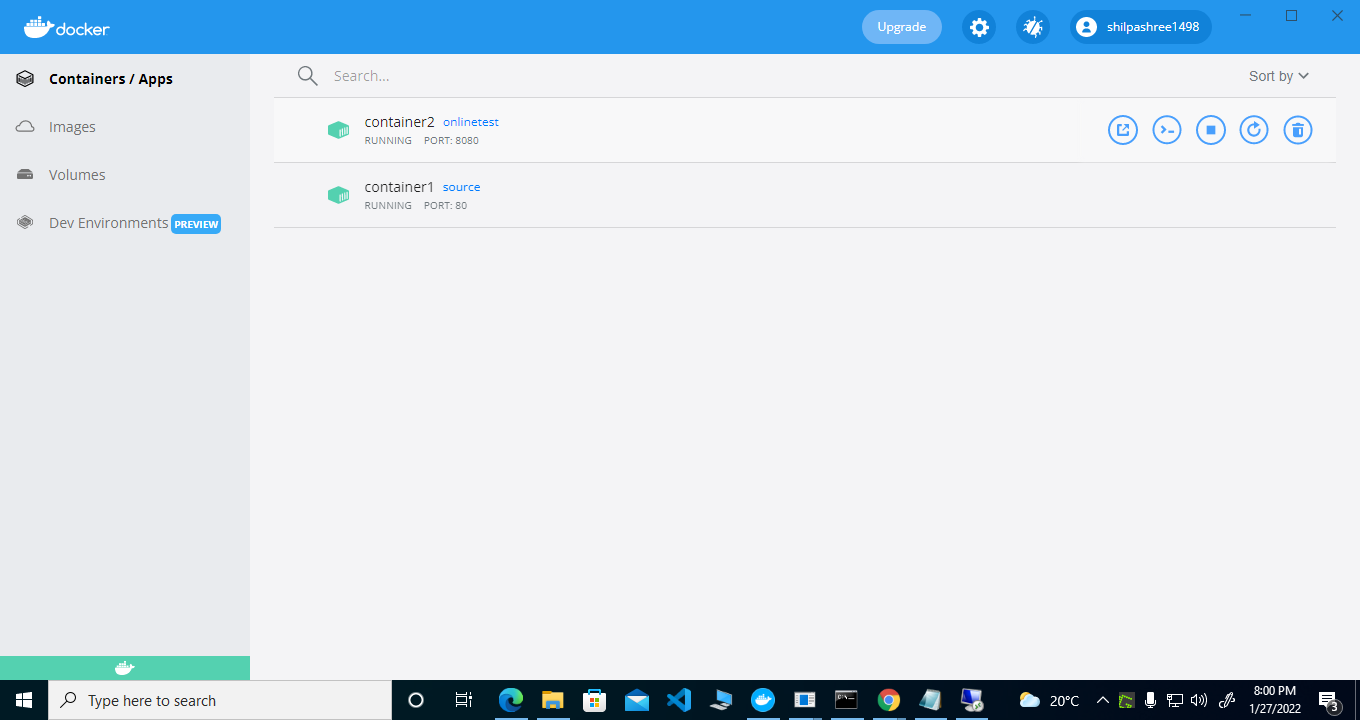 docker
Upgrade
shilpashree1498
Containers / Apps
Images
Volumes
Dev Environments PREVIEW
Search...
Sort by
container2 onlinetest
RUNNING PORT: 8080
container1 source
RUNNING PORT: 80
Type here to search
20°C
8:00 PM
1/27/2022
3